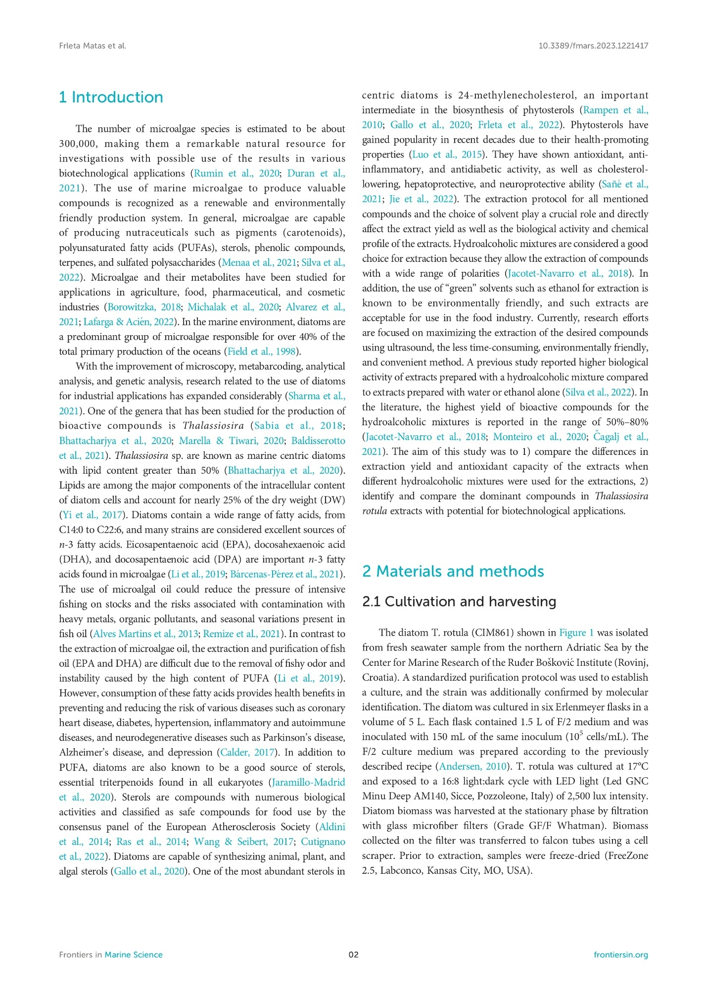 Frleta Matas et al.
10.3389/fmars.2023.1221417
1 Introduction
The number of microalgae species is estimated to be about
300,000, making them a remarkable natural resource for
investigations with possible use of the results in various
biotechnological applications (Rumin et al., 2020; Duran et al.,
2021). The use of marine microalgae to produce valuable
compounds is recognized as a renewable and environmentally
friendly production system. In general, microalgae are capable
of producing nutraceuticals such as pigments (carotenoids),
polyunsaturated fatty acids (PUFAs), sterols, phenolic compounds,
terpenes, and sulfated polysaccharides (Menaa et al., 2021; Silva et al.,
2022). Microalgae and their metabolites have been studied for
applications in agriculture, food, pharmaceutical, and cosmetic
industries (Borowitzka, 2018; Michalak et al., 2020; Alvarez et al.,
2021; Lafarga & Acién, 2022). In the marine environment, diatoms are
a predominant group of microalgae responsible for over 40% of the
total primary production of the oceans (Field et al., 1998).
With the improvement of microscopy, metabarcoding, analytical
analysis, and genetic analysis, research related to the use of diatoms
for industrial applications has expanded considerably (Sharma et al.,
2021). One of the genera that has been studied for the production of
bioactive compounds is Thalassiosira (Sabia et al., 2018;
Bhattacharjya et al., 2020; Marella & Tiwari, 2020; Baldisserotto
et al., 2021). Thalassiosira sp. are known as marine centric diatoms
with lipid content greater than 50% (Bhattacharjya et al., 2020).
Lipids are among the major components of the intracellular content
of diatom cells and account for nearly 25% of the dry weight (DW)
(Yi et al., 2017). Diatoms contain a wide range of fatty acids, from
C14:0 to C22:6, and many strains are considered excellent sources of
n-3 fatty acids. Eicosapentaenoic acid (EPA), docosahexaenoic acid
(DHA), and docosapentaenoic acid (DPA) are important n-3 fatty
acids found in microalgae (Li et al., 2019; Bárcenas-Pérez et al., 2021).
The use of microalgal oil could reduce the pressure of intensive
fishing on stocks and the risks associated with contamination with
heavy metals, organic pollutants, and seasonal variations present in
fish oil (Alves Martins et al., 2013; Remize et al., 2021). In contrast to
the extraction of microalgae oil, the extraction and purification of fish
oil (EPA and DHA) are difficult due to the removal of fishy odor and
instability caused by the high content of PUFA (Li et al., 2019).
However, consumption of these fatty acids provides health benefits in
preventing and reducing the risk of various diseases such as coronary
heart disease, diabetes, hypertension, inflammatory and autoimmune
diseases, and neurodegenerative diseases such as Parkinson's disease,
Alzheimer's disease, and depression (Calder, 2017). In addition to
PUFA, diatoms are also known to be a good source of sterols,
essential triterpenoids found in all eukaryotes (Jaramillo-Madrid
et al., 2020). Sterols are compounds with numerous biological
activities and classified as safe compounds for food use by the
consensus panel of the European Atherosclerosis Society (Aldini
et al., 2014; Ras et al., 2014; Wang & Seibert, 2017; Cutignano
et al., 2022). Diatoms are capable of synthesizing animal, plant, and
algal sterols (Gallo et al., 2020). One of the most abundant sterols in
centric diatoms is 24-methylenecholesterol, an important
intermediate in the biosynthesis of phytosterols (Rampen et al.,
2010; Gallo et al., 2020; Frleta et al., 2022). Phytosterols have
gained popularity in recent decades due to their health-promoting
properties (Luo et al., 2015). They have shown antioxidant, anti-
inflammatory, and antidiabetic activity, as well as cholesterol-
lowering, hepatoprotective, and neuroprotective ability (Sañé et al.,
2021; Jie et al., 2022). The extraction protocol for all mentioned
compounds and the choice of solvent play a crucial role and directly
affect the extract yield as well as the biological activity and chemical
profile of the extracts. Hydroalcoholic mixtures are considered a good
choice for extraction because they allow the extraction of compounds
with a wide range of polarities (Jacotet-Navarro et al., 2018). In
addition, the use of “green” solvents such as ethanol for extraction is
known to be environmentally friendly, and such extracts are
acceptable for use in the food industry. Currently, research efforts
are focused on maximizing the extraction of the desired compounds
using ultrasound, the less time-consuming, environmentally friendly,
and convenient method. A previous study reported higher biological
activity of extracts prepared with a hydroalcoholic mixture compared
to extracts prepared with water or ethanol alone (Silva et al., 2022). In
the literature, the highest yield of bioactive compounds for the
hydroalcoholic mixtures is reported in the range of 50%–80%
(Jacotet-Navarro et al., 2018; Monteiro et al., 2020; Čagalj et al.,
2021). The aim of this study was to 1) compare the differences in
extraction yield and antioxidant capacity of the extracts when
different hydroalcoholic mixtures were used for the extractions, 2)
identify and compare the dominant compounds in Thalassiosira
rotula extracts with potential for biotechnological applications.
2 Materials and methods
2.1 Cultivation and harvesting
The diatom T. rotula (CIM861) shown in Figure 1 was isolated
from fresh seawater sample from the northern Adriatic Sea by the
Center for Marine Research of the Ruđer Bošković Institute (Rovinj,
Croatia). A standardized purification protocol was used to establish
a culture, and the strain was additionally confirmed by molecular
identification. The diatom was cultured in six Erlenmeyer flasks in a
volume of 5 L. Each flask contained 1.5 L of F/2 medium and was
inoculated with 150 mL of the same inoculum (10⁵ cells/mL). The
F/2 culture medium was prepared according to the previously
described recipe (Andersen, 2010). T. rotula was cultured at 17°C
and exposed to a 16:8 light:dark cycle with LED light (Led GNC
Minu Deep AM140, Sicce, Pozzoleone, Italy) of 2,500 lux intensity.
Diatom biomass was harvested at the stationary phase by filtration
with glass microfiber filters (Grade GF/F Whatman). Biomass
collected on the filter was transferred to falcon tubes using a cell
scraper. Prior to extraction, samples were freeze-dried (FreeZone
2.5, Labconco, Kansas City, MO, USA).
Frontiers in Marine Science
02
frontiersin.org